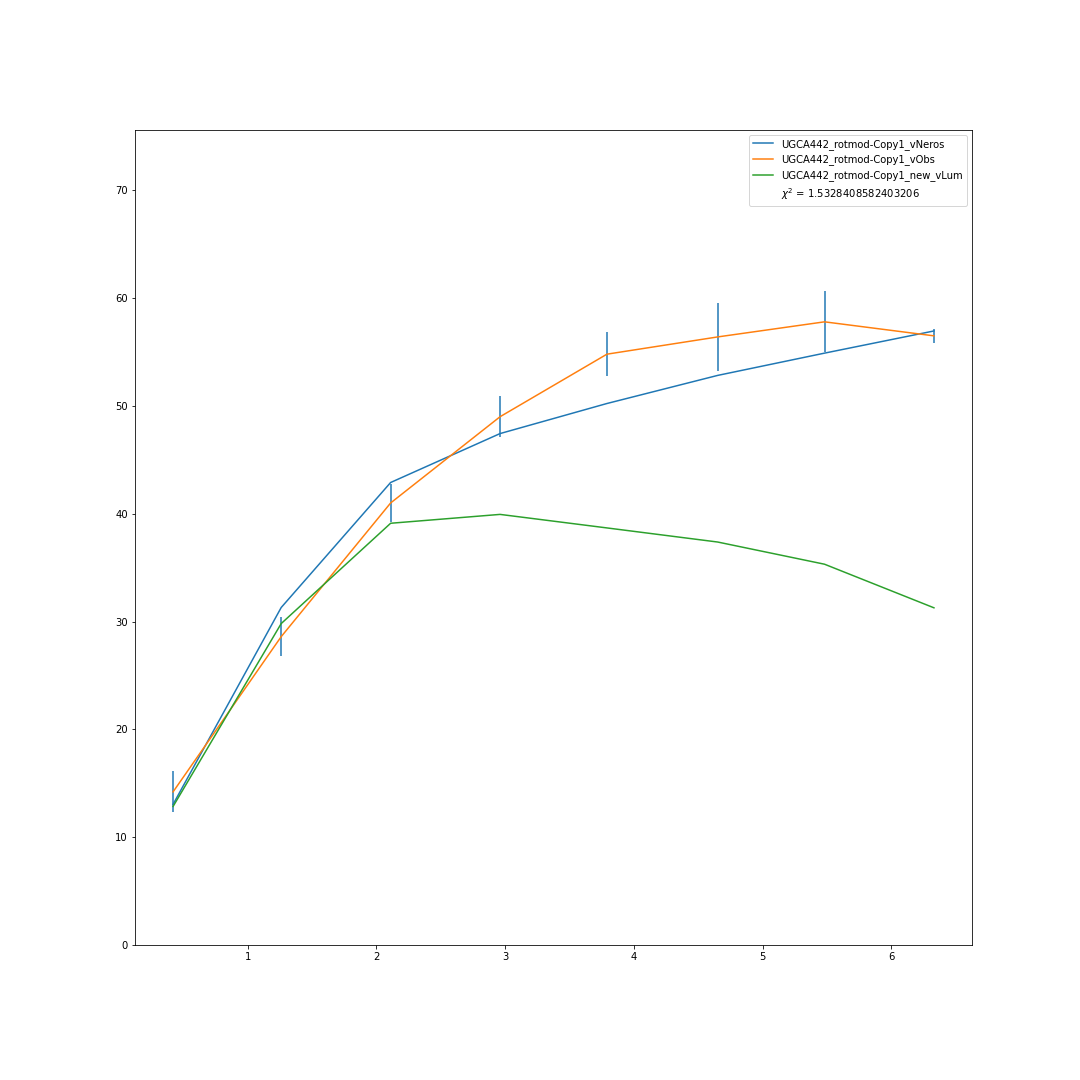 UGCA442_rotmod-Copy1_vNeros
UGCA442_rotmod-Copy1_vObs
UGCA442_rotmod-Copy1_new_vLum
χ² = 1.5328408582403206
70
60
50
40
30
20
10
0
1 2 3 4 5 6